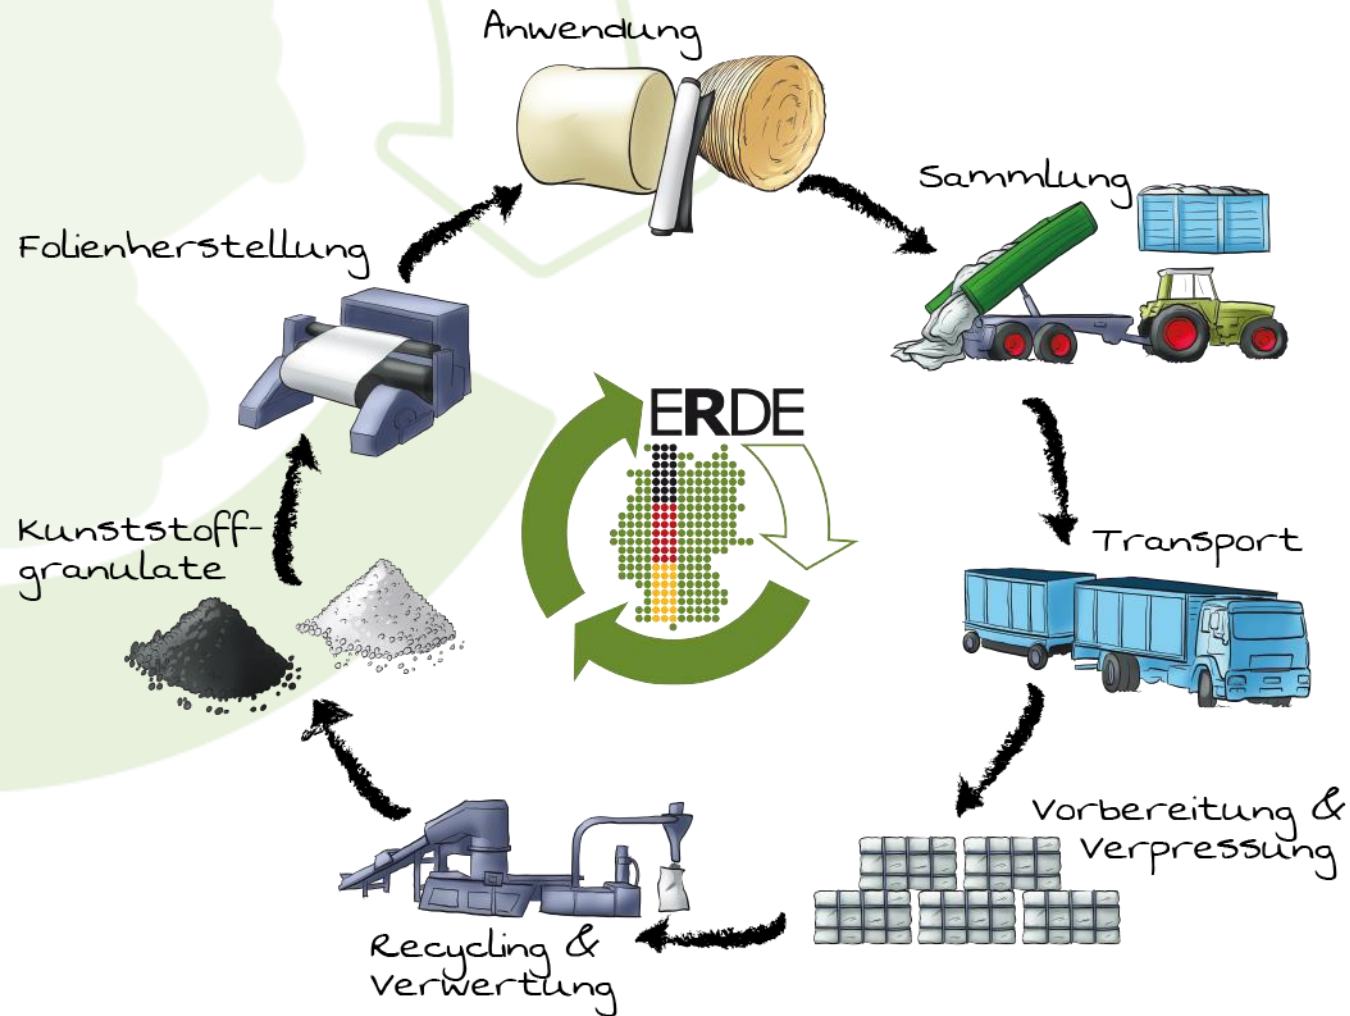 Anwendung
Sammlung
Folienherstellung
ERDE
Kunststoff-
granulate
Transport
Vorbereitung &
Verpressung
Recycling &
Verwertung